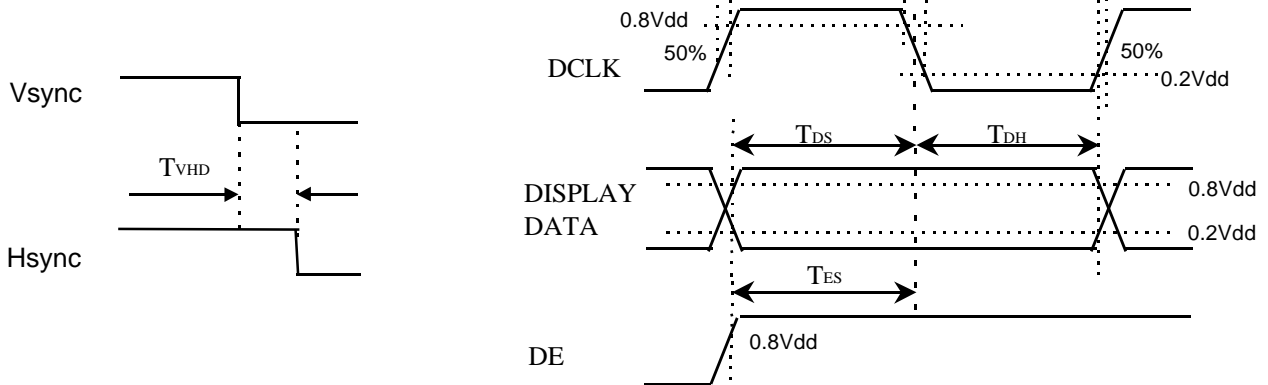 Vsync
TVHD
Hsync
0.8Vdd
50%
50%
DCLK
0.2Vdd
TDS
TDH
DISPLAY
DATA
0.8Vdd
0.2Vdd
TES
0.8Vdd
DE